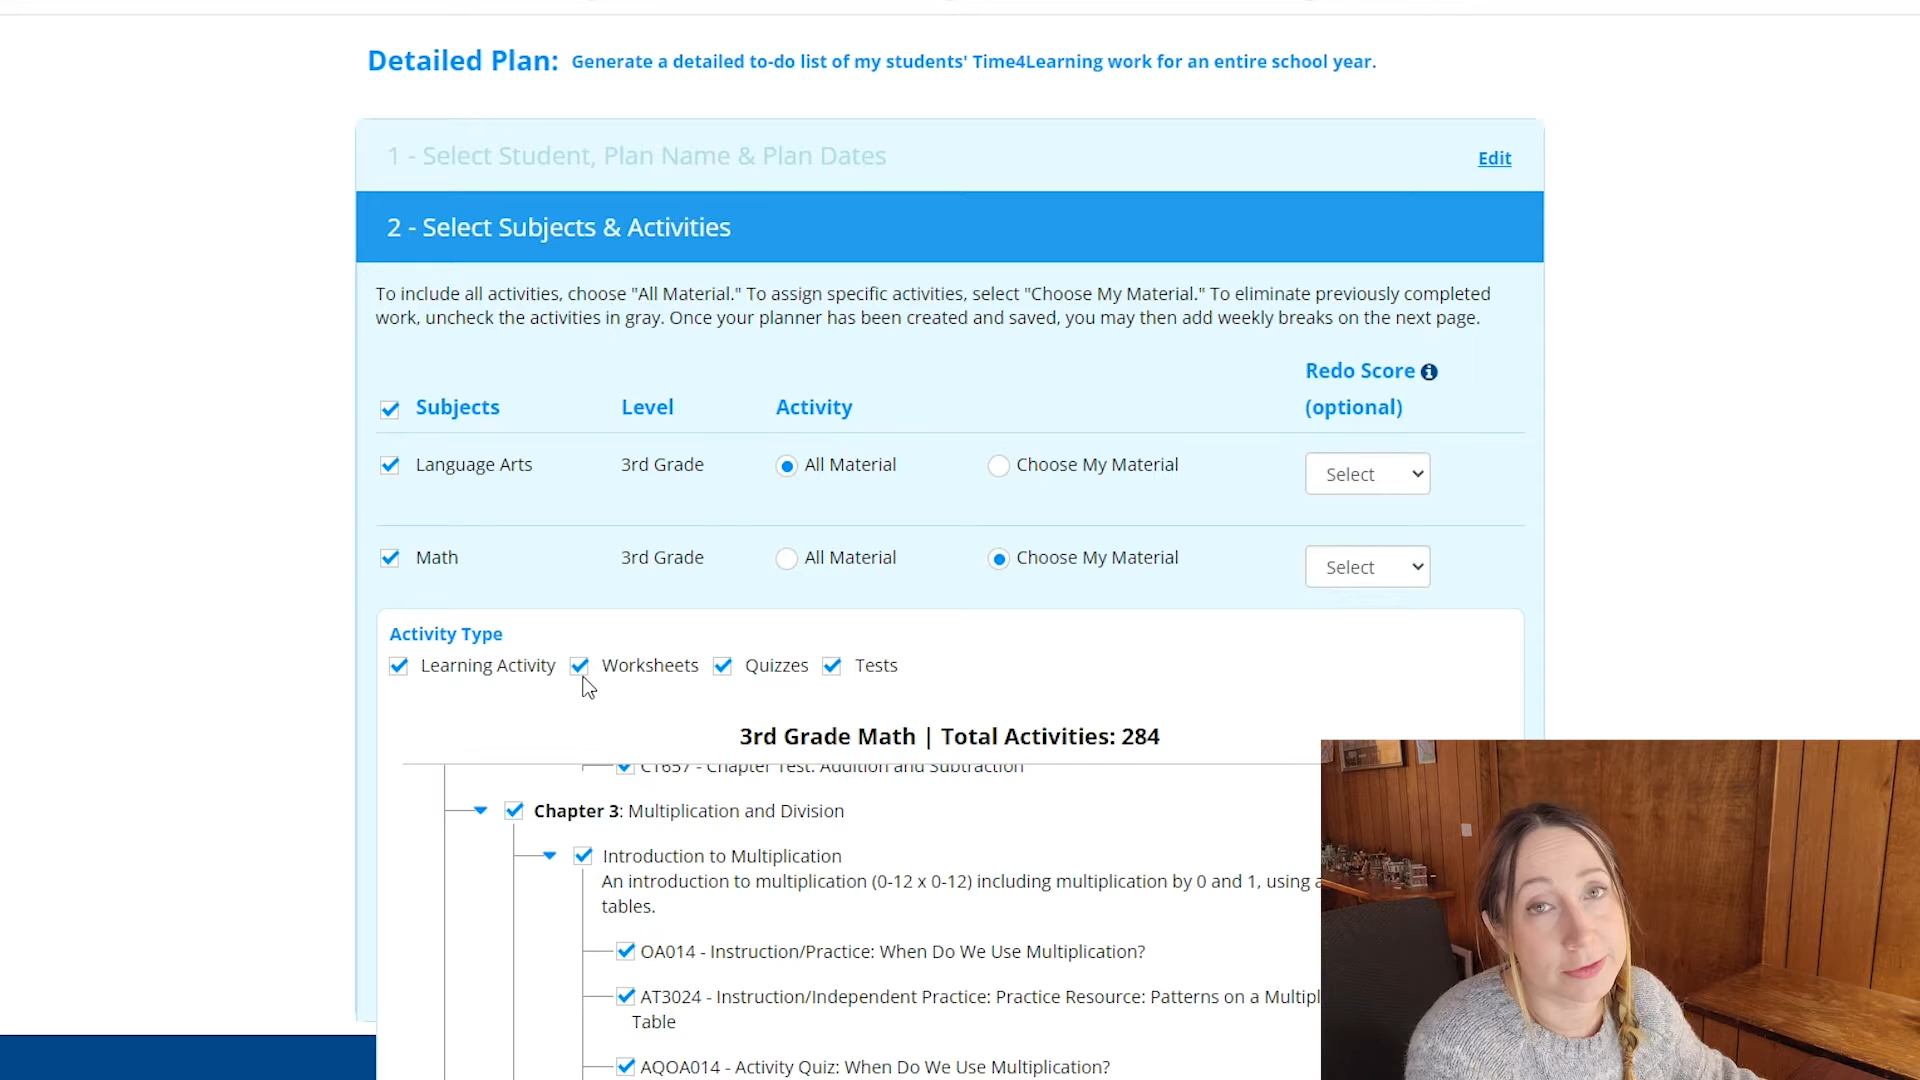 Detailed Plan: Generate a detailed to-do list of my students' Time4Learning work for an entire school year.
1 - Select Student, Plan Name & Plan Dates
Edit
2 - Select Subjects & Activities
To include all activities, choose "All Material." To assign specific activities, select "Choose My Material." To eliminate previously completed
work, uncheck the activities in gray. Once your planner has been created and saved, you may then add weekly breaks on the next page.
Redo Score
(optional)
Subjects Level Activity
Language Arts 3rd Grade All Material Choose My Material Select
Math 3rd Grade All Material Choose My Material Select
Activity Type
Learning Activity Worksheets Quizzes Tests
3rd Grade Math | Total Activities: 284
CT657 - Chapter Test: Addition and Subtraction
Chapter 3: Multiplication and Division
Introduction to Multiplication
An introduction to multiplication (0-12 x 0-12) including multiplication by 0 and 1, using
tables.
OA014 - Instruction/Practice: When Do We Use Multiplication?
AT3024 - Instruction/Independent Practice: Practice Resource: Patterns on a Multipl
Table
AQOA014 - Activity Quiz: When Do We Use Multiplication?